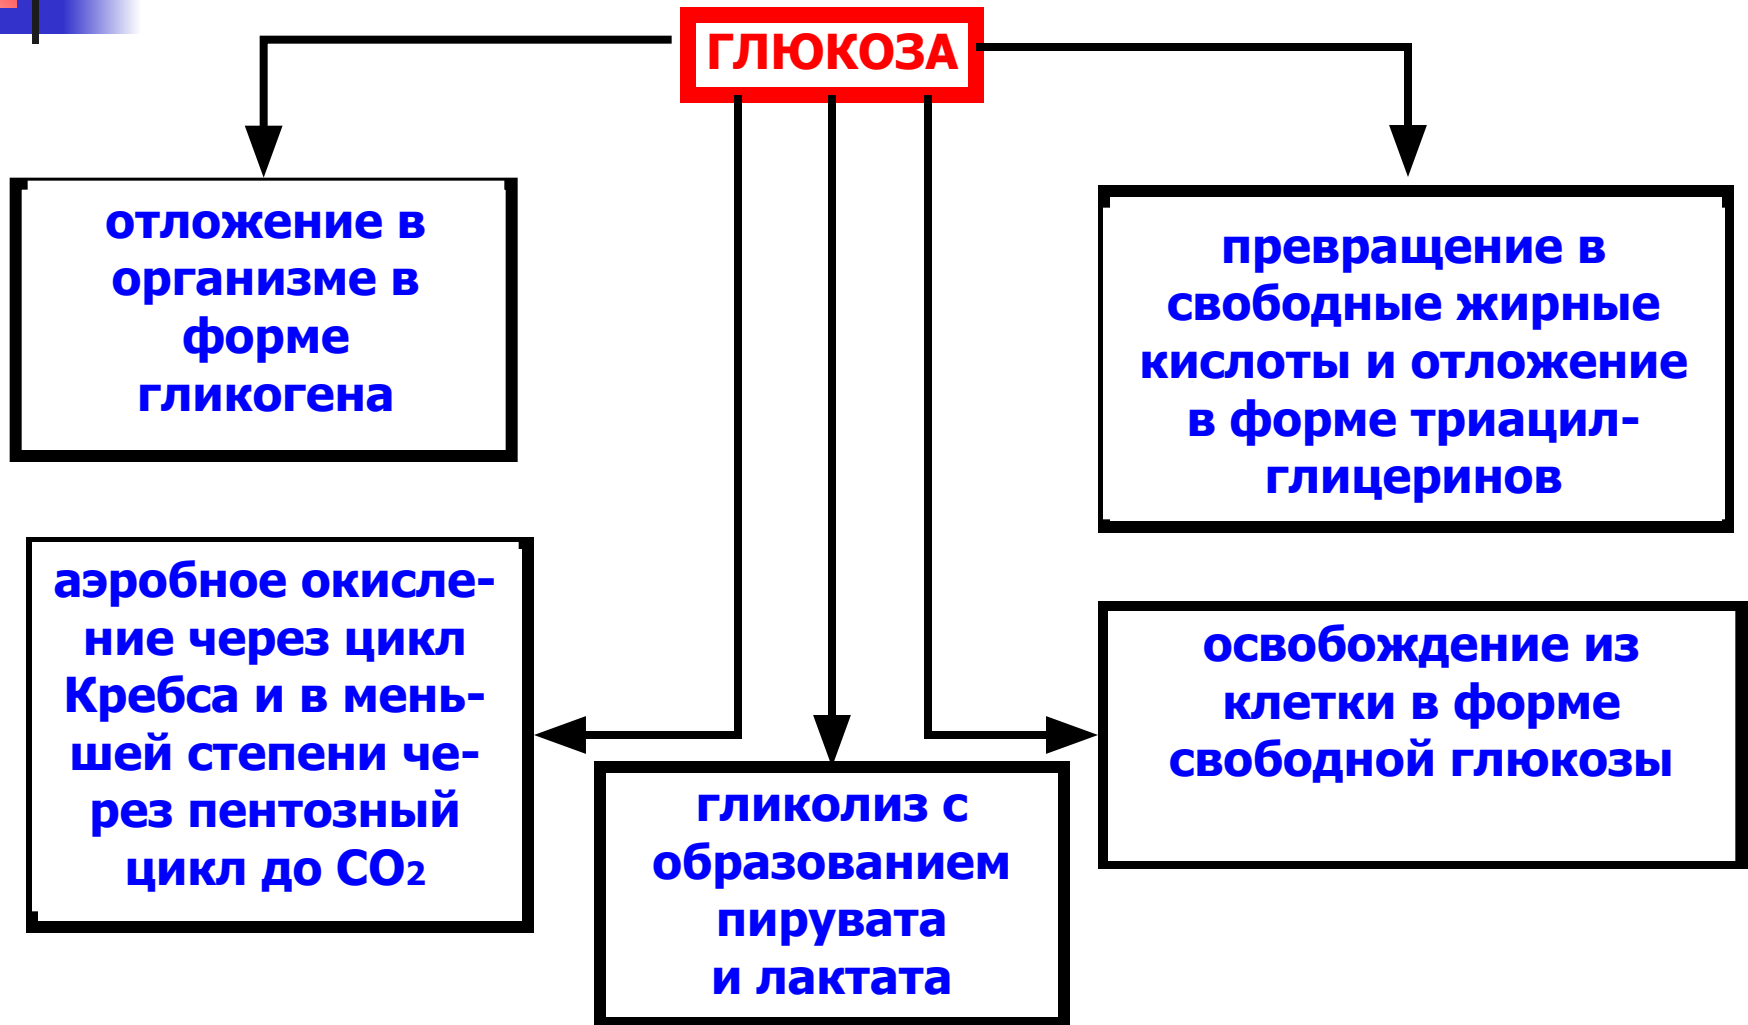 ГЛЮКОЗА
отложение в
организме в
форме
гликогена
превращение в
свободные жирные
кислоты и отложение
в форме триацил-
глицеринов
аэробное окисле-
ние через цикл
Кребса и в мень-
шей степени че-
рез пентозный
цикл до СО2
гликолиз с
образованием
пирувата
и лактата
освобождение из
клетки в форме
свободной глюкозы